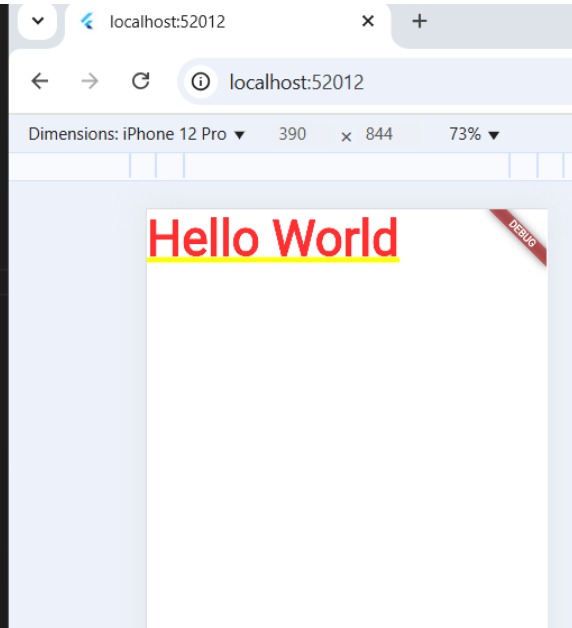 localhost:52012
localhost:52012
Dimensions: iPhone 12 Pro ▼ 390 × 844 73% ▼
Hello World
DEBUG